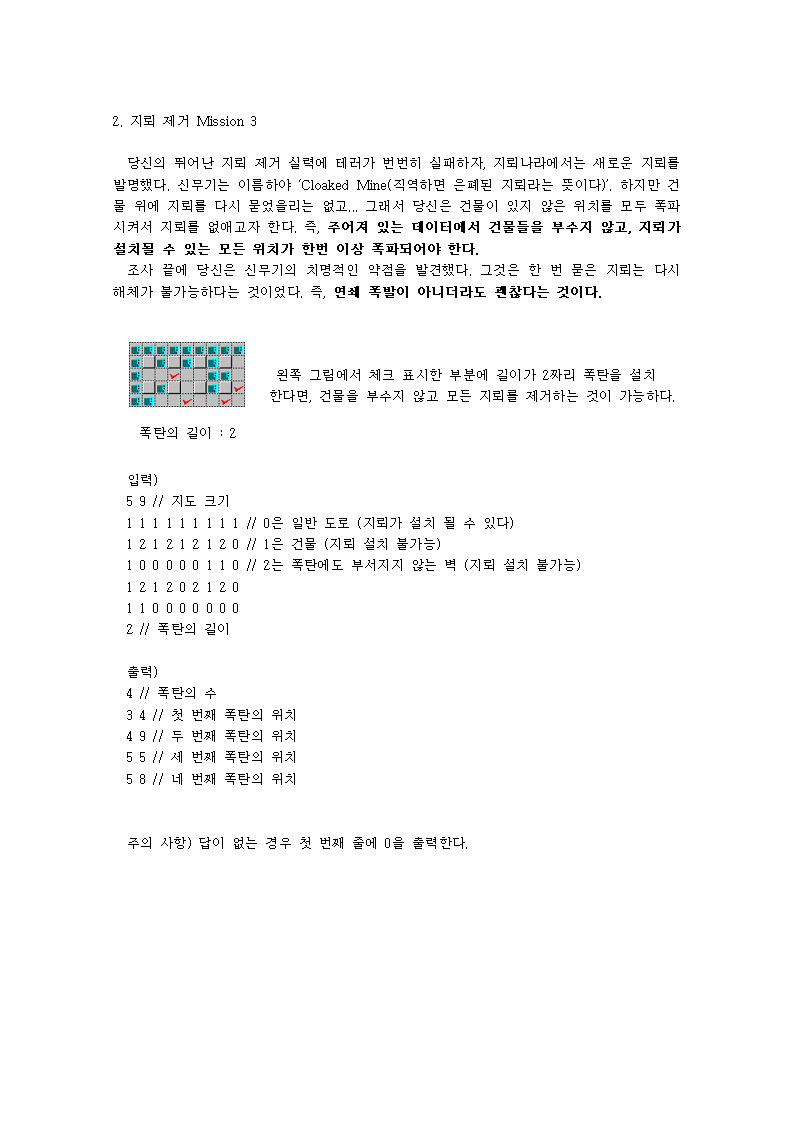 2. 지뢰 제거 Mission 3
당신의 뛰어난 지뢰 제거 실력에 테러가 번번히 실패하자, 지뢰나라에서는 새로운 지뢰를
발명했다. 신무기는 이름하야 ‘Cloaked Mine(직역하면 은폐된 지뢰라는 뜻이다)’. 하지만 건
물 위에 지뢰를 다시 묻었을리는 없고... 그래서 당신은 건물이 있지 않은 위치를 모두 폭파
시켜서 지뢰를 없애고자 한다. 즉, 주어져 있는 데이터에서 건물들을 부수지 않고, 지뢰가
설치될 수 있는 모든 위치가 한번 이상 폭파되어야 한다.
조사 끝에 당신은 신무기의 치명적인 약점을 발견했다. 그것은 한 번 묻은 지뢰는 다시
해체가 불가능하다는 것이었다. 즉, 연쇄 폭발이 아니더라도 괜찮다는 것이다.
왼쪽 그림에서 체크 표시한 부분에 길이가 2짜리 폭탄을 설치
한다면, 건물을 부수지 않고 모든 지뢰를 제거하는 것이 가능하다.
폭탄의 길이 : 2
입력)
5 9 // 지도 크기
1 1 1 1 1 1 1 1 1 // 0은 일반 도로 (지뢰가 설치 될 수 있다)
1 2 1 2 1 2 1 2 0 // 1은 건물 (지뢰 설치 불가능)
1 0 0 0 0 0 1 1 0 // 2는 폭탄에도 부서지지 않는 벽 (지뢰 설치 불가능)
1 2 1 2 0 2 1 2 0
1 1 0 0 0 0 0 0 0
2 // 폭탄의 길이
출력)
4 // 폭탄의 수
3 4 // 첫 번째 폭탄의 위치
4 9 // 두 번째 폭탄의 위치
5 5 // 세 번째 폭탄의 위치
5 8 // 네 번째 폭탄의 위치
주의 사항) 답이 없는 경우 첫 번째 줄에 0을 출력한다.